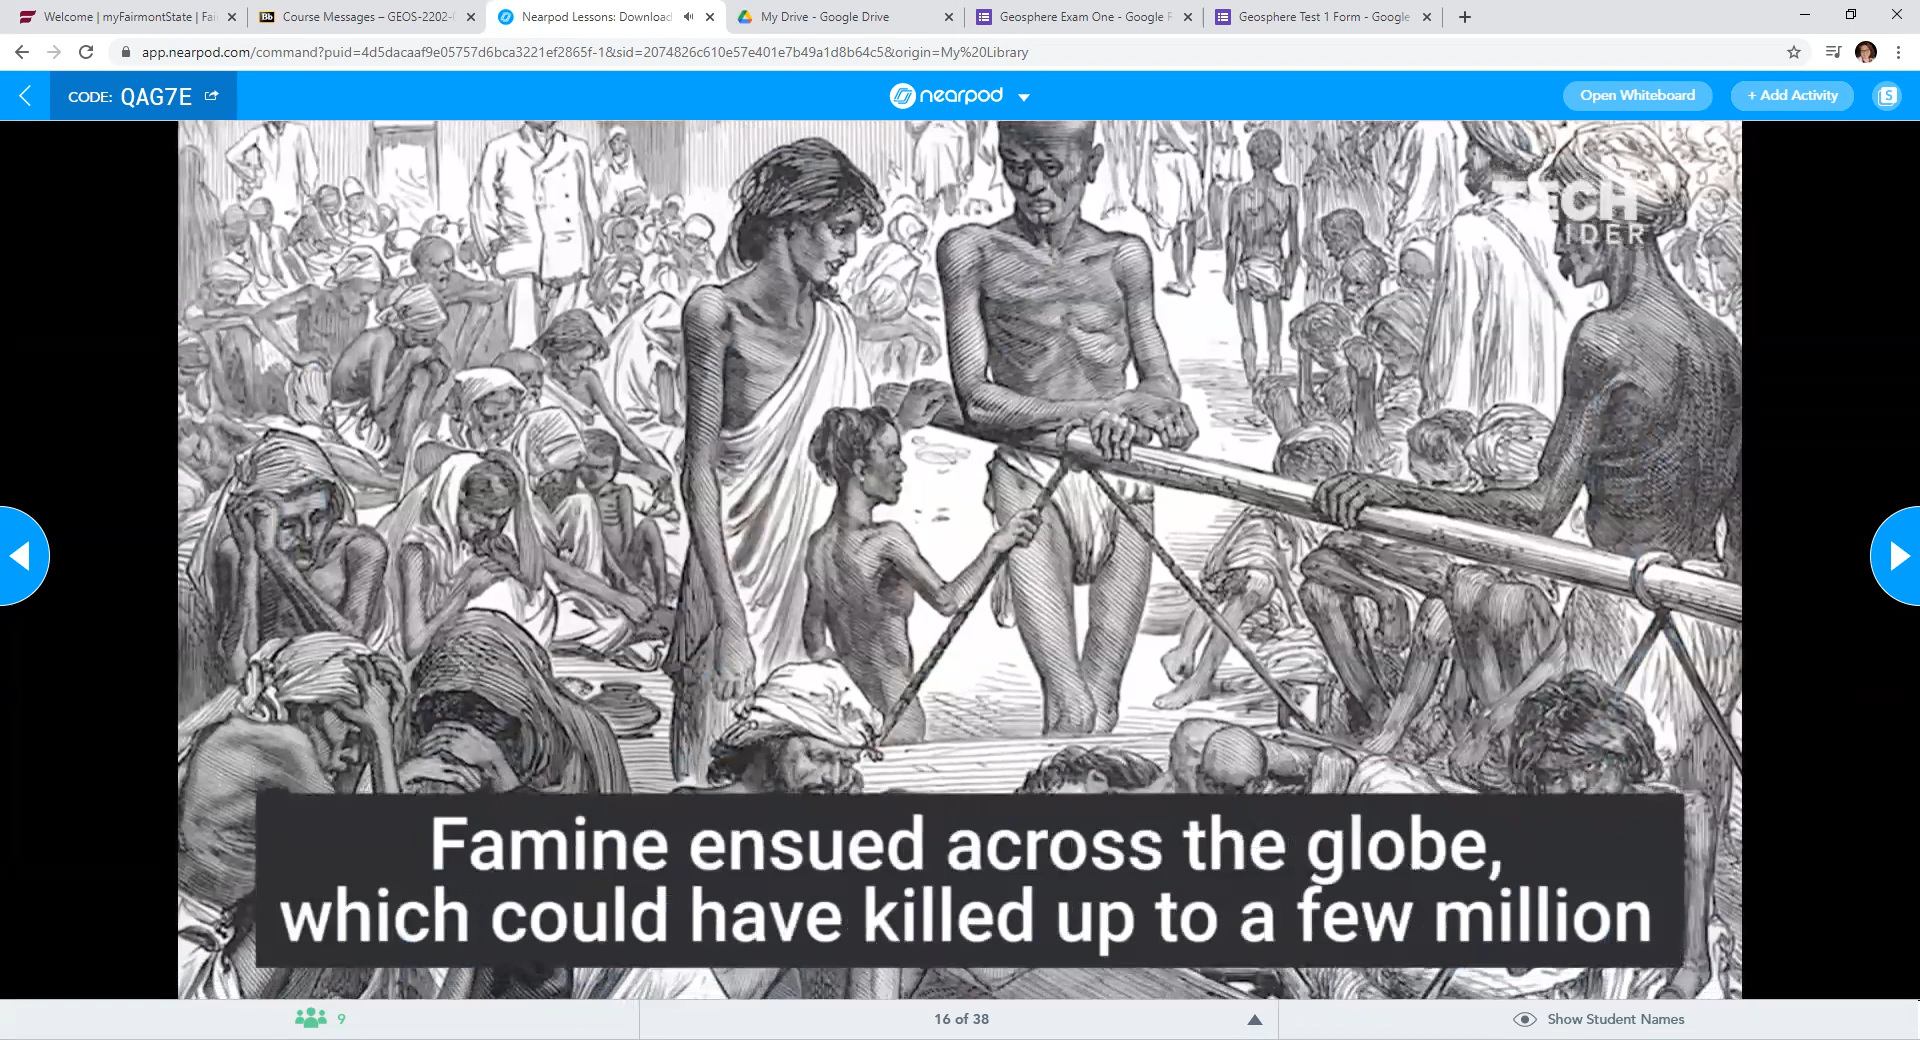 Welcome | myFairmontState | Fai
Bb
Course Messages – GEOS-2202-
Nearpod Lessons: Download
My Drive - Google Drive
Geosphere Exam One - Google F
Geosphere Test 1 Form - Google
app.nearpod.com/command?puid=4d5dacaaf9e05757d6bca3221ef2865f-1&sid=2074826c610e57e401e7b49a1d8b64c5&origin=My%20Library
CODE: QAG7E
nearpod
Open Whiteboard
+ Add Activity
S
TECH
IDER
Famine ensued across the globe,
which could have killed up to a few million
9
16 of 38
Show Student Names